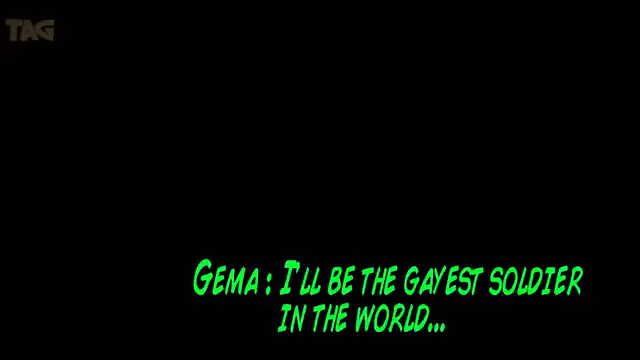 TAG
GEMA : I'LL BE THE GAYEST SOLDIER
IN THE WORLD...